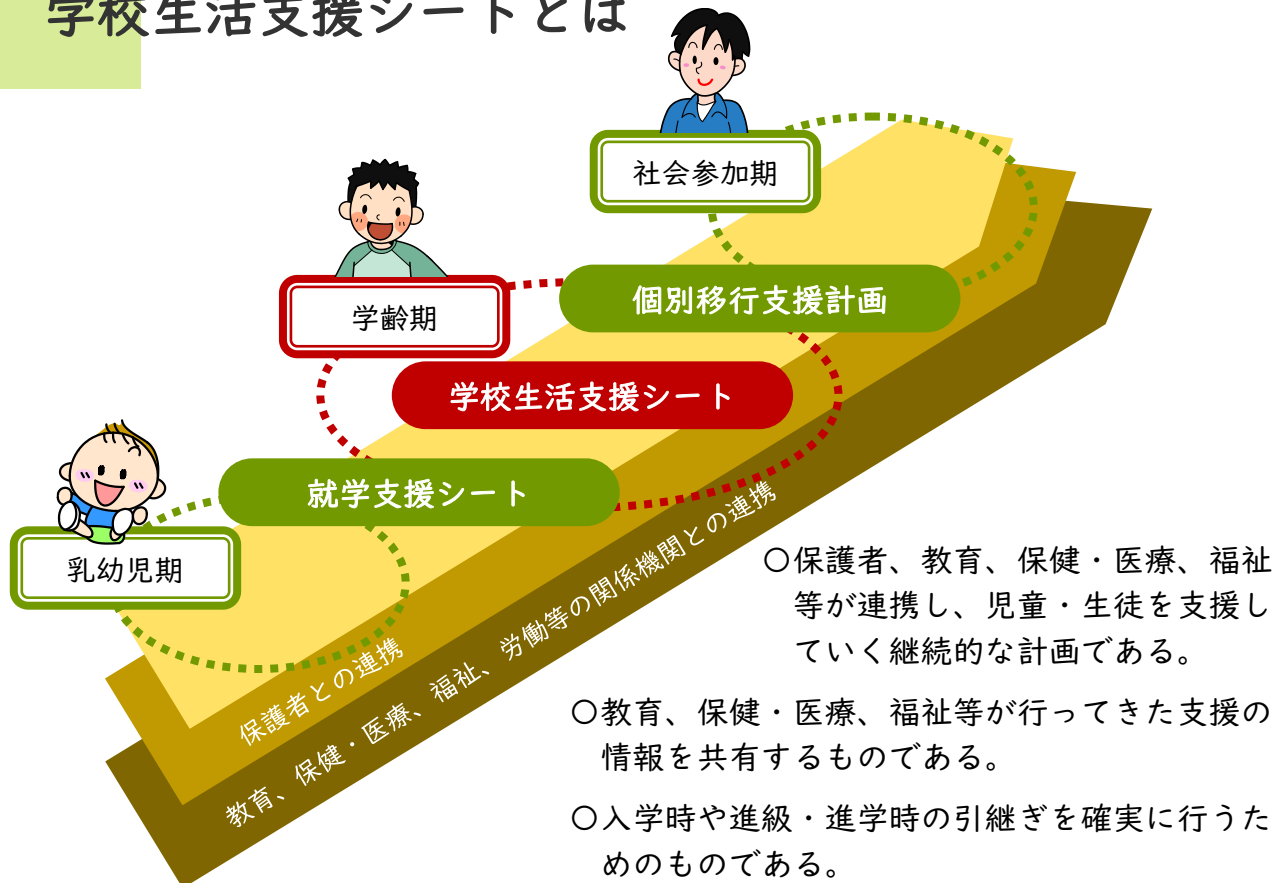 学校生活支援シートとは
社会参加期
個別移行支援計画
学齢期
学校生活支援シート
就学支援シート
乳幼児期
保護者との連携
教育、保健・医療、福祉、労働等の関係機関との連携
〇保護者、教育、保健・医療、福祉
等が連携し、児童・生徒を支援し
ていく継続的な計画である。
〇教育、保健・医療、福祉等が行ってきた支援の
情報を共有するものである。
〇入学時や進級・進学時の引継ぎを確実に行うた
めのものである。